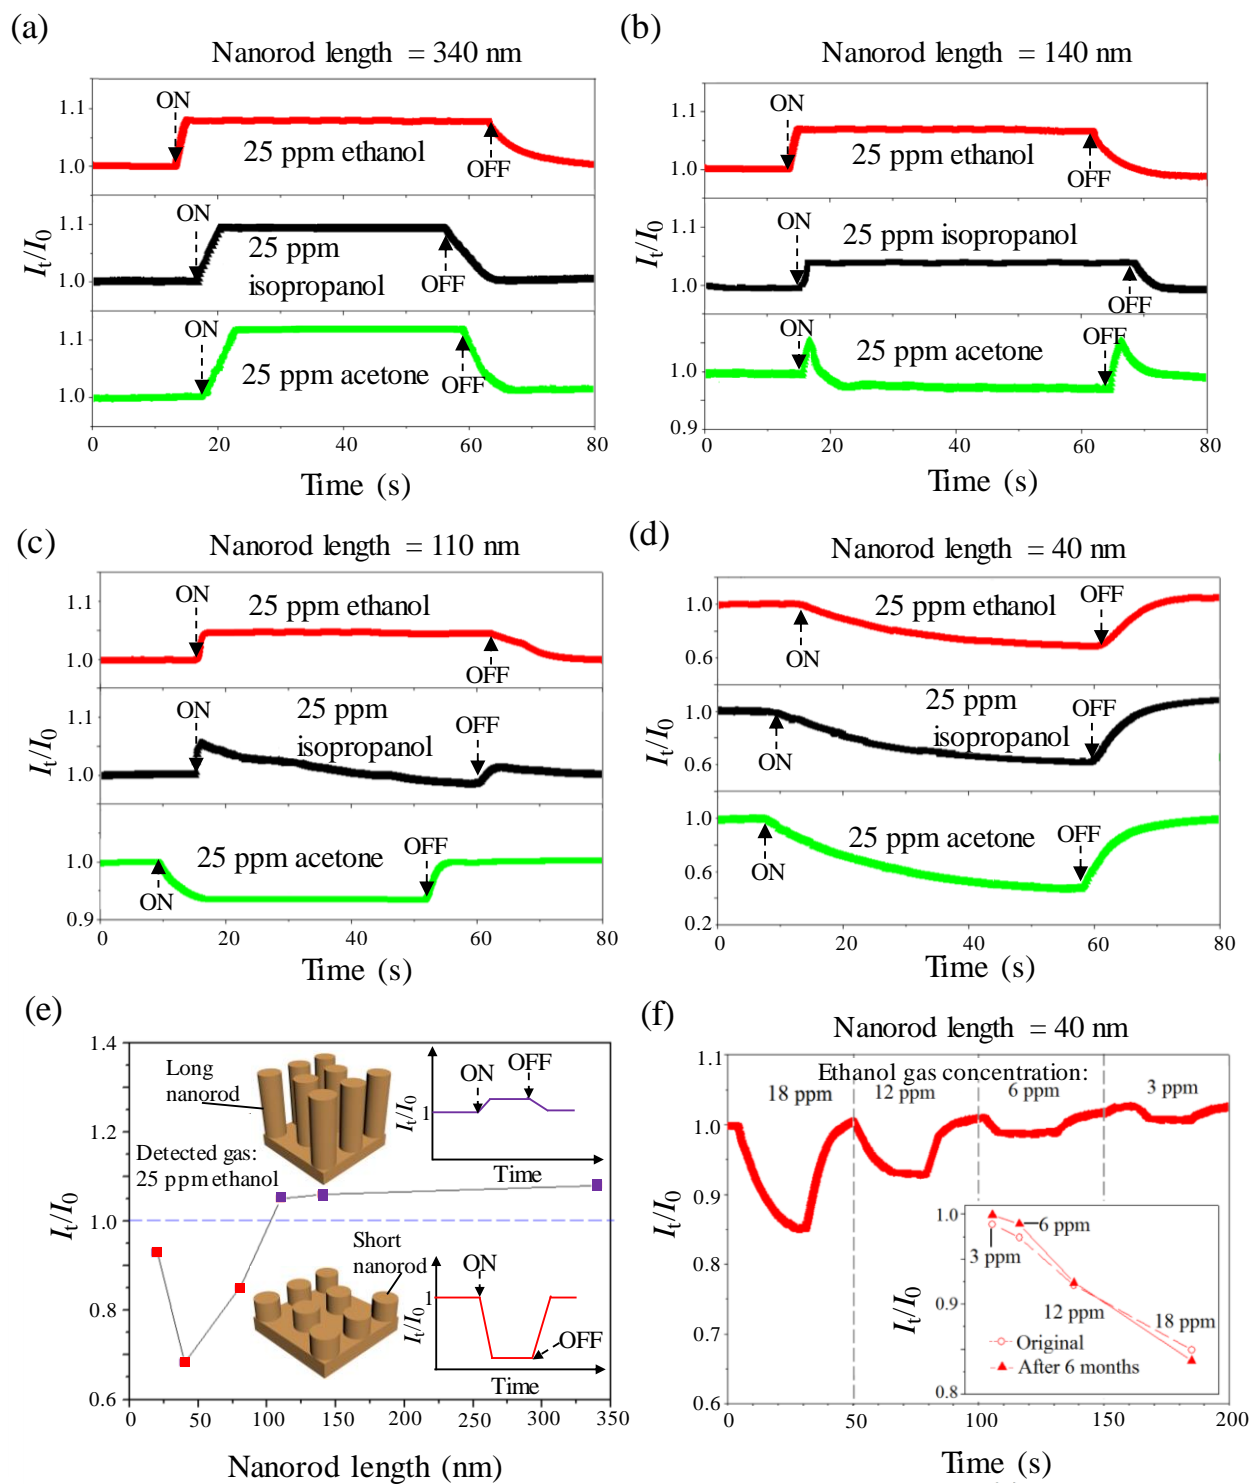 (a)
Nanorod length = 340 nm
1.1
ON
25 ppm ethanol
1.0
OFF
ON
1.1
25 ppm
isopropanol
It/I0
1.0
OFF
ON
1.1
25 ppm acetone
OFF
1.0
0 20 40 60 80
Time (s)
(b)
Nanorod length = 140 nm
1.1
ON
25 ppm ethanol
1.0
OFF
ON
25 ppm isopropanol
1.1
It/I0
1.0
OFF
ON
OFF
25 ppm acetone
1.0
0.9
0 20 40 60 80
Time (s)
(c)
Nanorod length = 110 nm
ON
25 ppm ethanol
1.1
1.0
OFF
ON
25 ppm
OFF
isopropanol
1.1
It/I0
1.0
25 ppm acetone
OFF
1.0
ON
0.9
0 20 40 60 80
Time (s)
(d)
Nanorod length = 40 nm
1.0
25 ppm ethanol
OFF
0.6
ON
1.0
25 ppm
isopropanol
OFF
It/I0
0.6
ON
1.0
25 ppm acetone
OFF
ON
0.6
0.2
0 20 40 60 80
Time (s)
(e)
1.4
Long
nanorod
ON
OFF
It/I0
1
Time
1.2
Detected gas:
25 ppm ethanol
It/I0
1.0
Short
nanorod
ON
1
It/I0
OFF
Time
0.8
0.6
0 50 100 150 200 250 300 350
Nanorod length (nm)
(f)
Nanorod length = 40 nm
1.1
Ethanol gas concentration:
18 ppm
12 ppm
6 ppm
3 ppm
1.0
0.9
It/I0
0.8
0.7
0.6
1.0
6 ppm
3 ppm
It/I0
0.9
12 ppm
18 ppm
Original
After 6 months
0.8
0 50 100 150 200
Time (s)